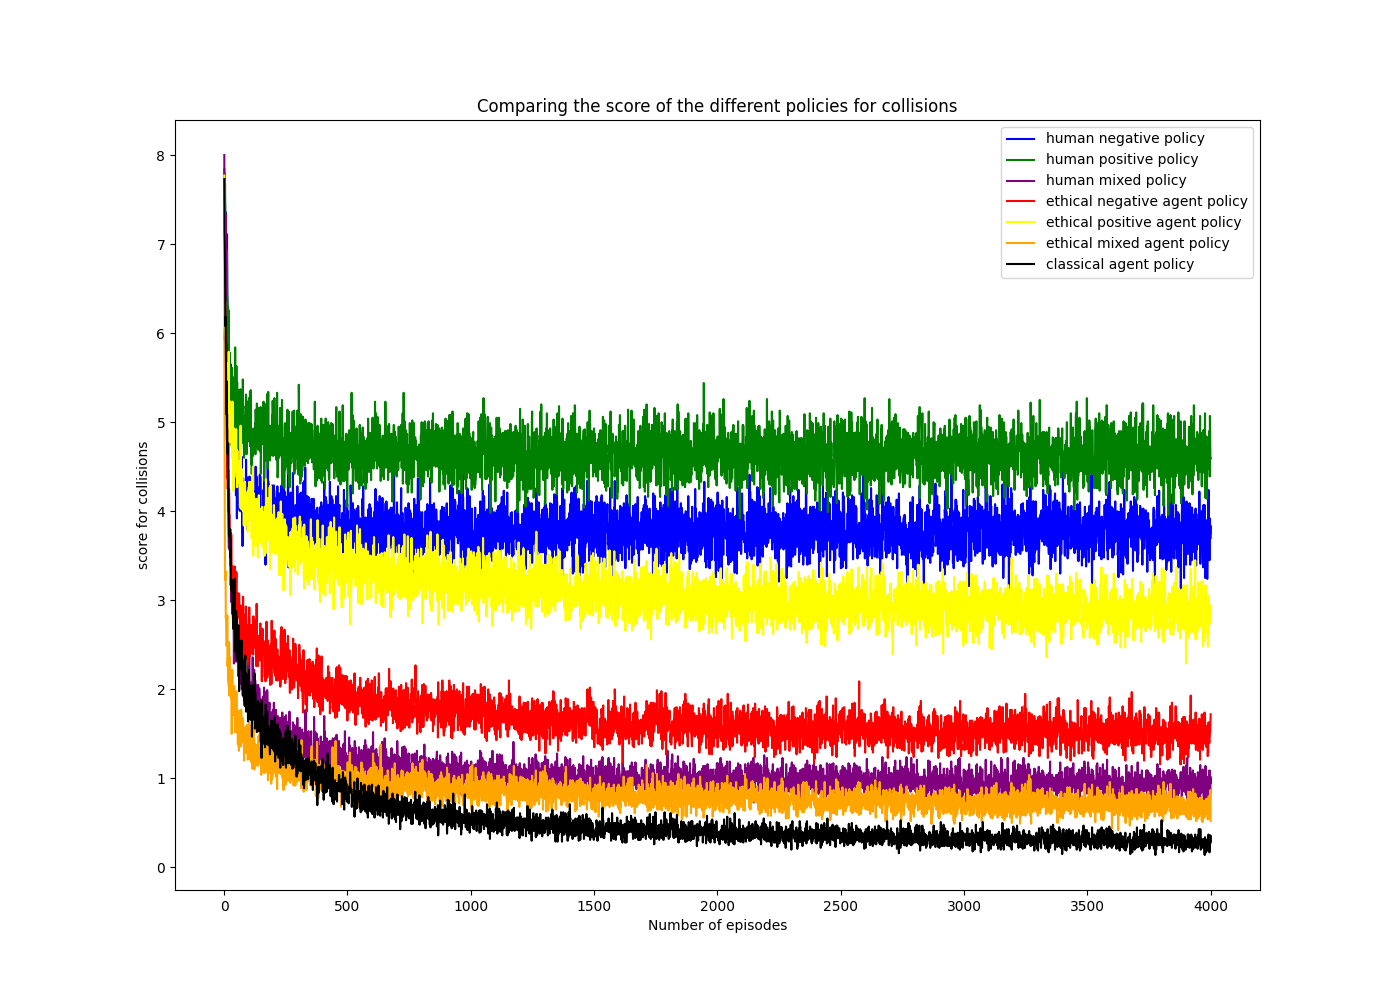 Comparing the score of the different policies for collisions
human negative policy
human positive policy
human mixed policy
ethical negative agent policy
ethical positive agent policy
ethical mixed agent policy
classical agent policy
score for collisions
8
7
6
5
4
3
2
1
0
0
500
1000
1500
2000
2500
3000
3500
4000
Number of episodes